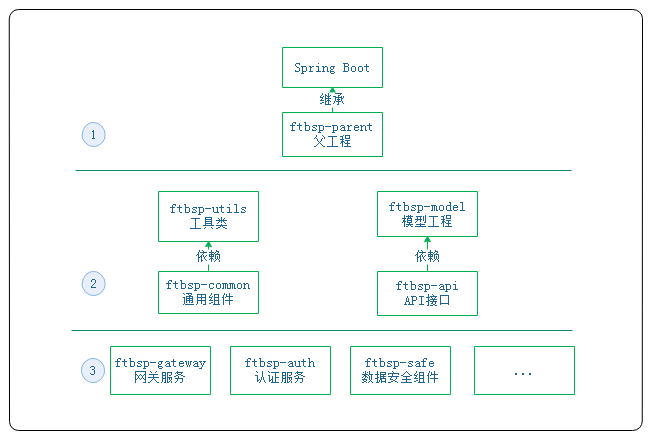 Spring Boot
继承
ftbsp-parent
父工程
1
ftbsp-utils
工具类
ftbsp-model
模型工程
依赖
依赖
2
ftbsp-common
通用组件
ftbsp-api
API接口
3
ftbsp-gateway
网关服务
ftbsp-auth
认证服务
ftbsp-safe
数据安全组件
...